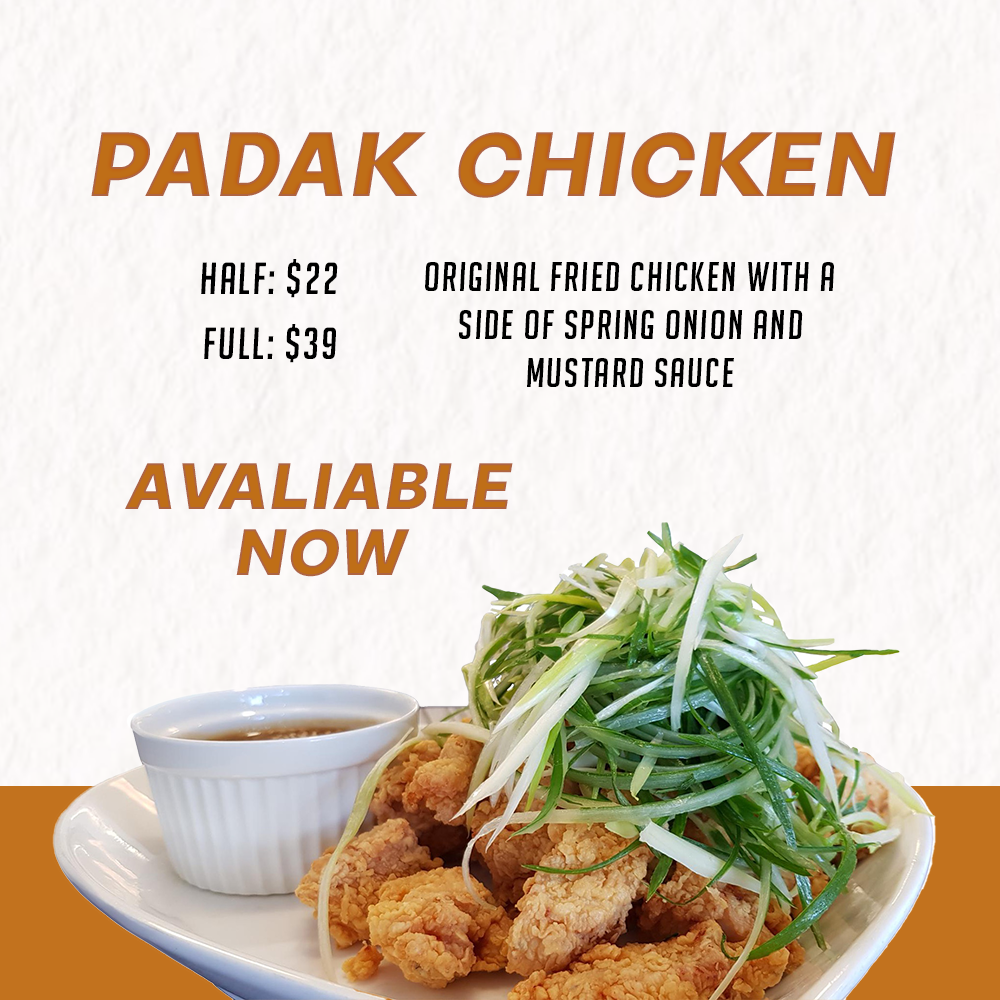 PADAK CHICKEN
HALF: $22
FULL: $39
ORIGINAL FRIED CHICKEN WITH A
SIDE OF SPRING ONION AND
MUSTARD SAUCE
AVALIABLE
NOW